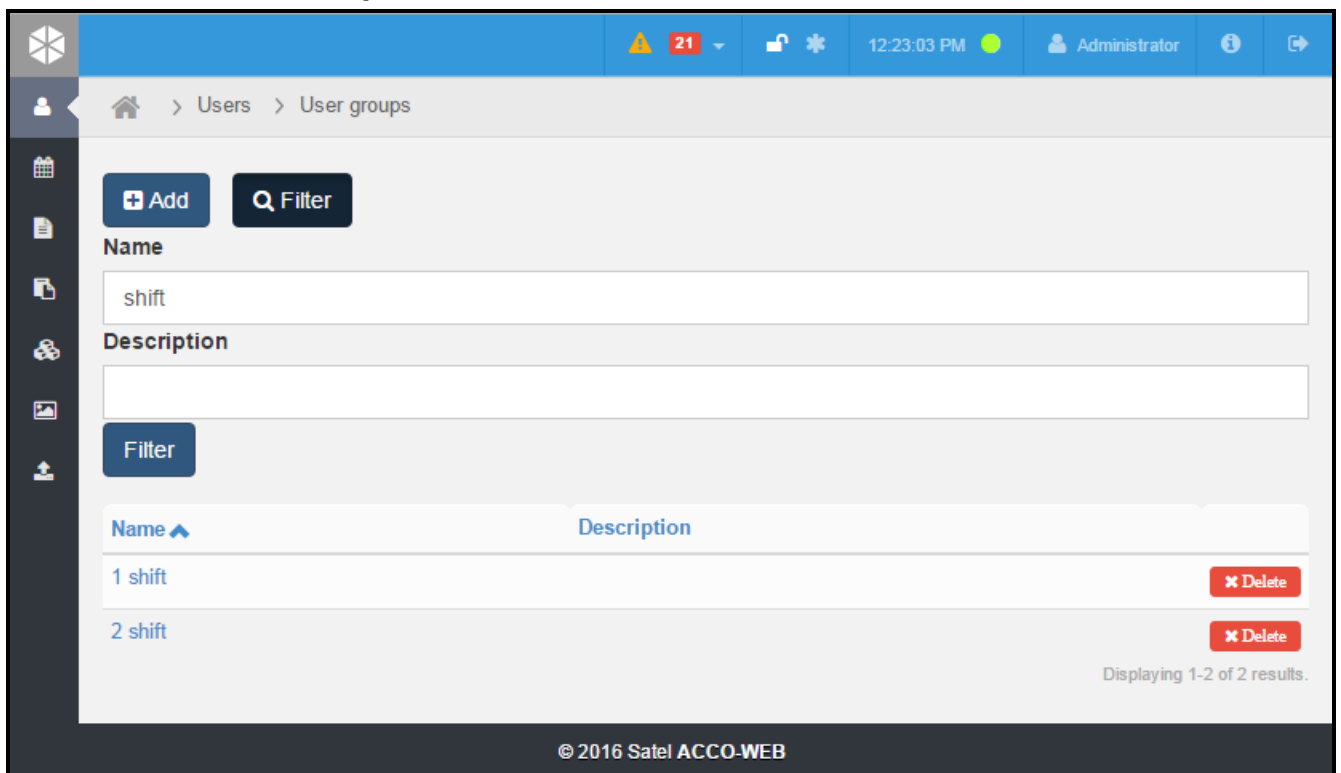 21 12:23:03 PM Administrator
> Users > User groups
Add Filter
Name
shift
Description
Filter
Name Description
1 shift Delete
2 shift Delete
Displaying 1-2 of 2 results.
© 2016 Satel ACCO-WEB